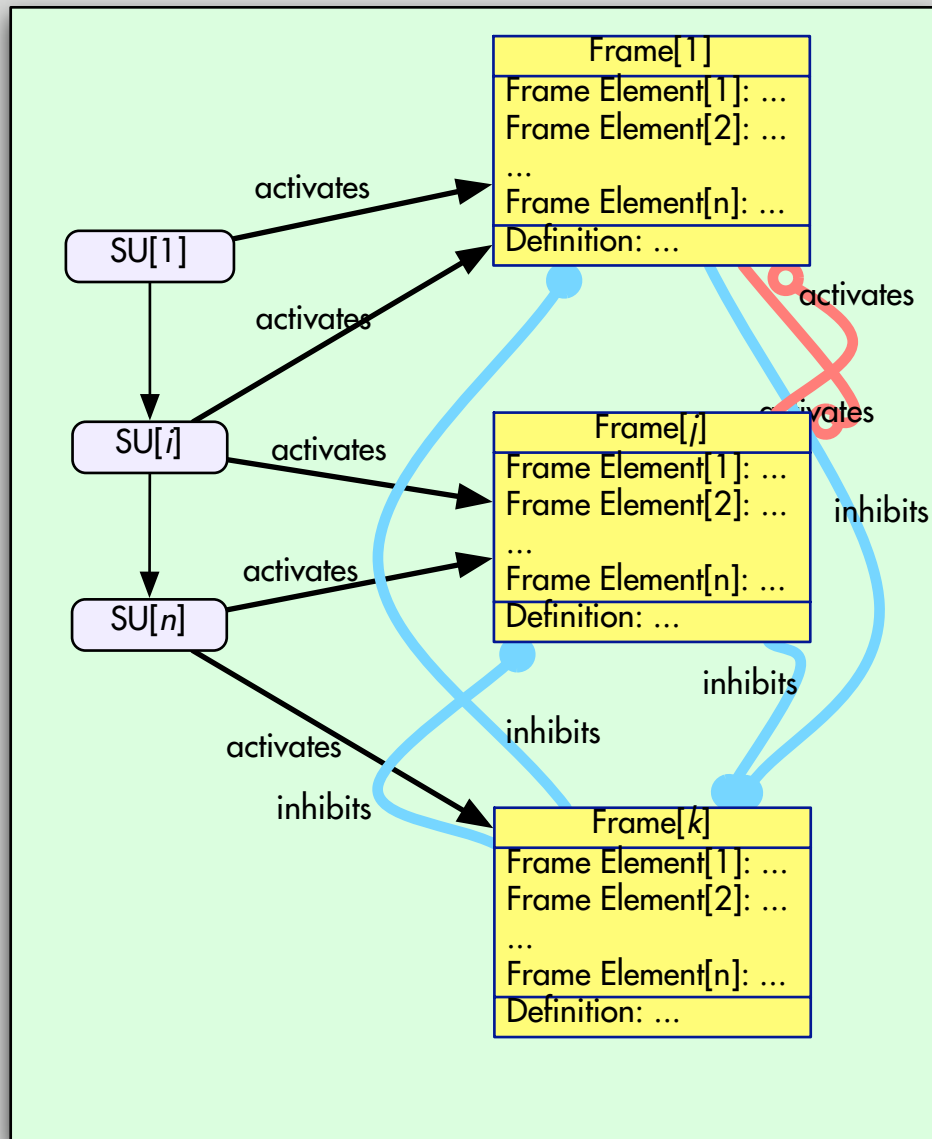 Frame[1]
Frame Element[1]: ...
Frame Element[2]: ...
...
Frame Element[n]: ...
Definition: ...
activates
SU[1]
activates
activates
activates
SU[i]
activates
Frame[j]
Frame Element[1]: ...
Frame Element[2]: ...
...
Frame Element[n]: ...
Definition: ...
inhibits
activates
SU[n]
inhibits
activates
inhibits
inhibits
Frame[k]
Frame Element[1]: ...
Frame Element[2]: ...
...
Frame Element[n]: ...
Definition: ...